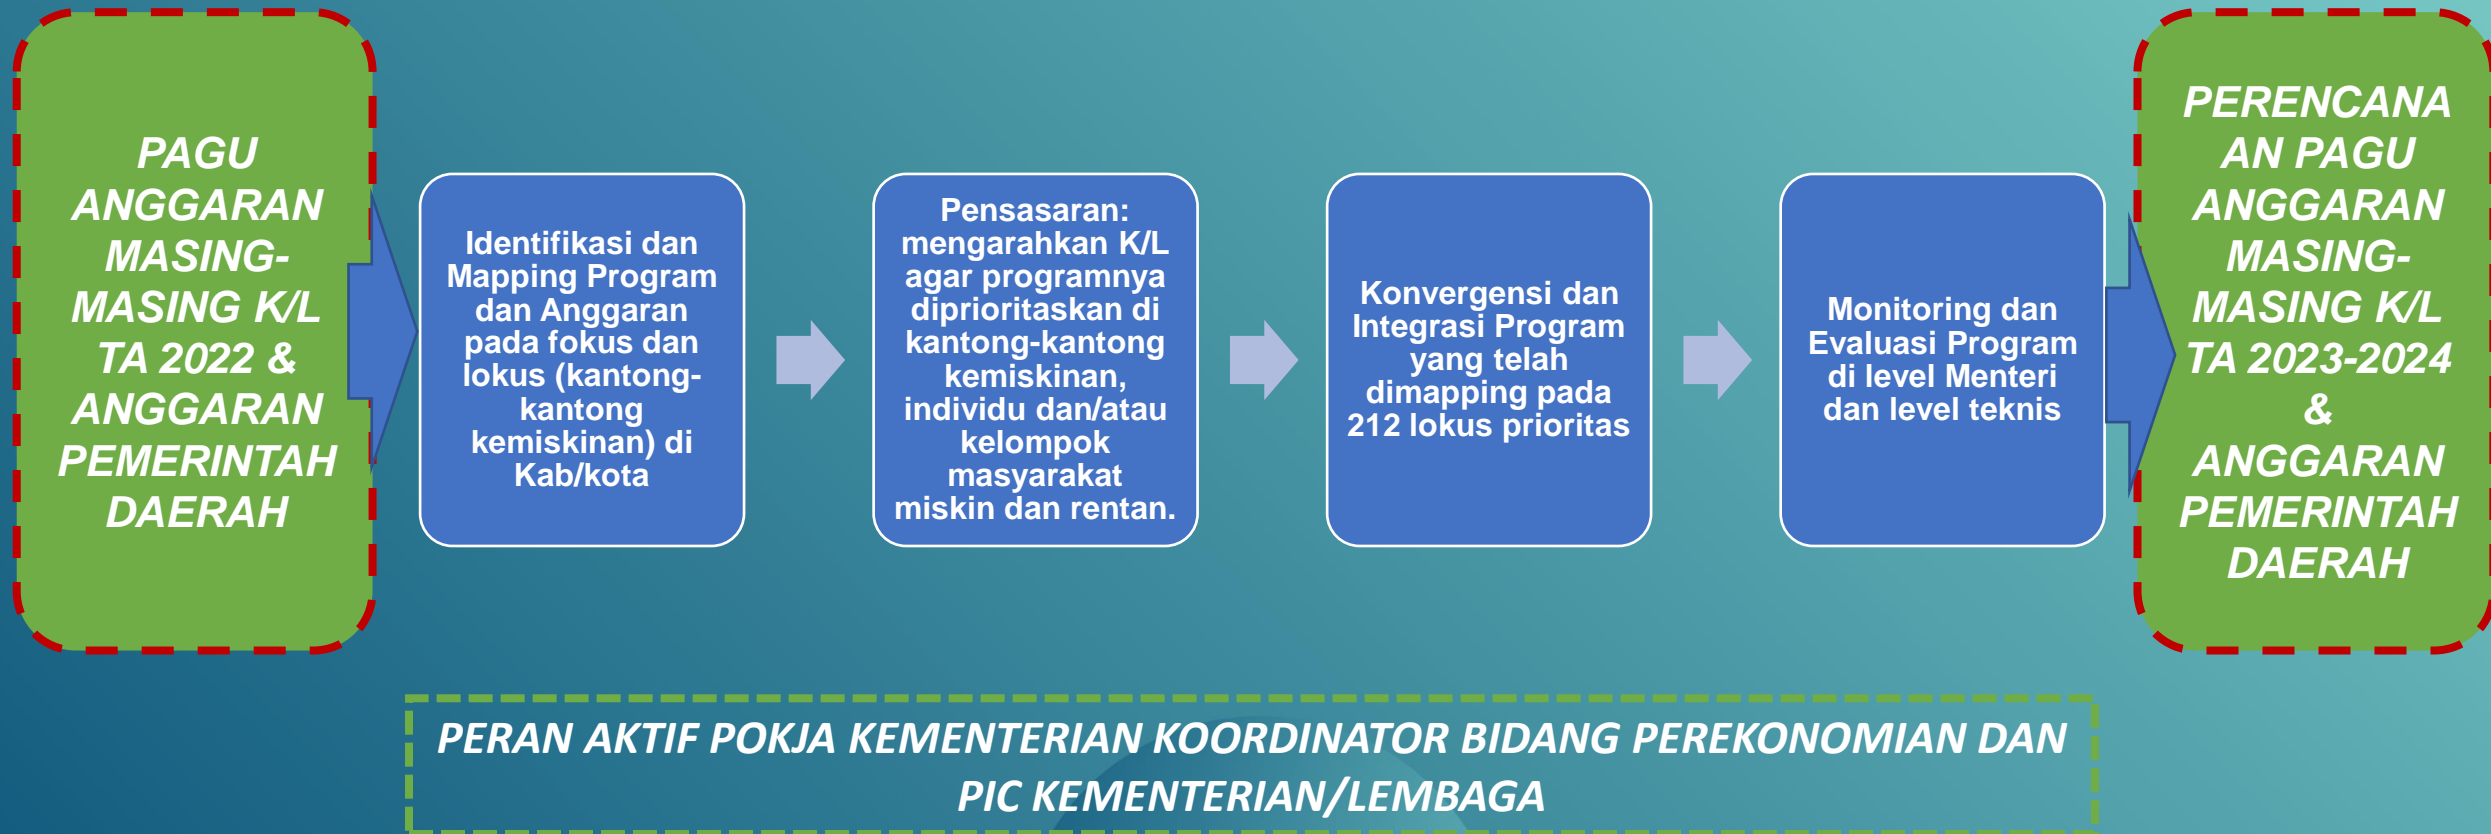 PAGU
ANGGARAN
MASING-
MASING K/L
TA 2022 &
ANGGARAN
PEMERINTAH
DAERAH
Identifikasi dan
Mapping Program
dan Anggaran
pada fokus dan
lokus (kantong-
kantong
kemiskinan) di
Kab/kota
Pensasaran:
mengarahkan K/L
agar programnya
diprioritaskan di
kantong-kantong
kemiskinan,
individu dan/atau
kelompok
masyarakat
miskin dan rentan.
Konvergensi dan
Integrasi Program
yang telah
dimapping pada
212 lokus prioritas
Monitoring dan
Evaluasi Program
di level Menteri
dan level teknis
PERENCANA
AN PAGU
ANGGARAN
MASING-
MASING K/L
TA 2023-2024
&
ANGGARAN
PEMERINTAH
DAERAH
PERAN AKTIF POKJA KEMENTERIAN KOORDINATOR BIDANG PEREKONOMIAN DAN
PIC KEMENTERIAN/LEMBAGA